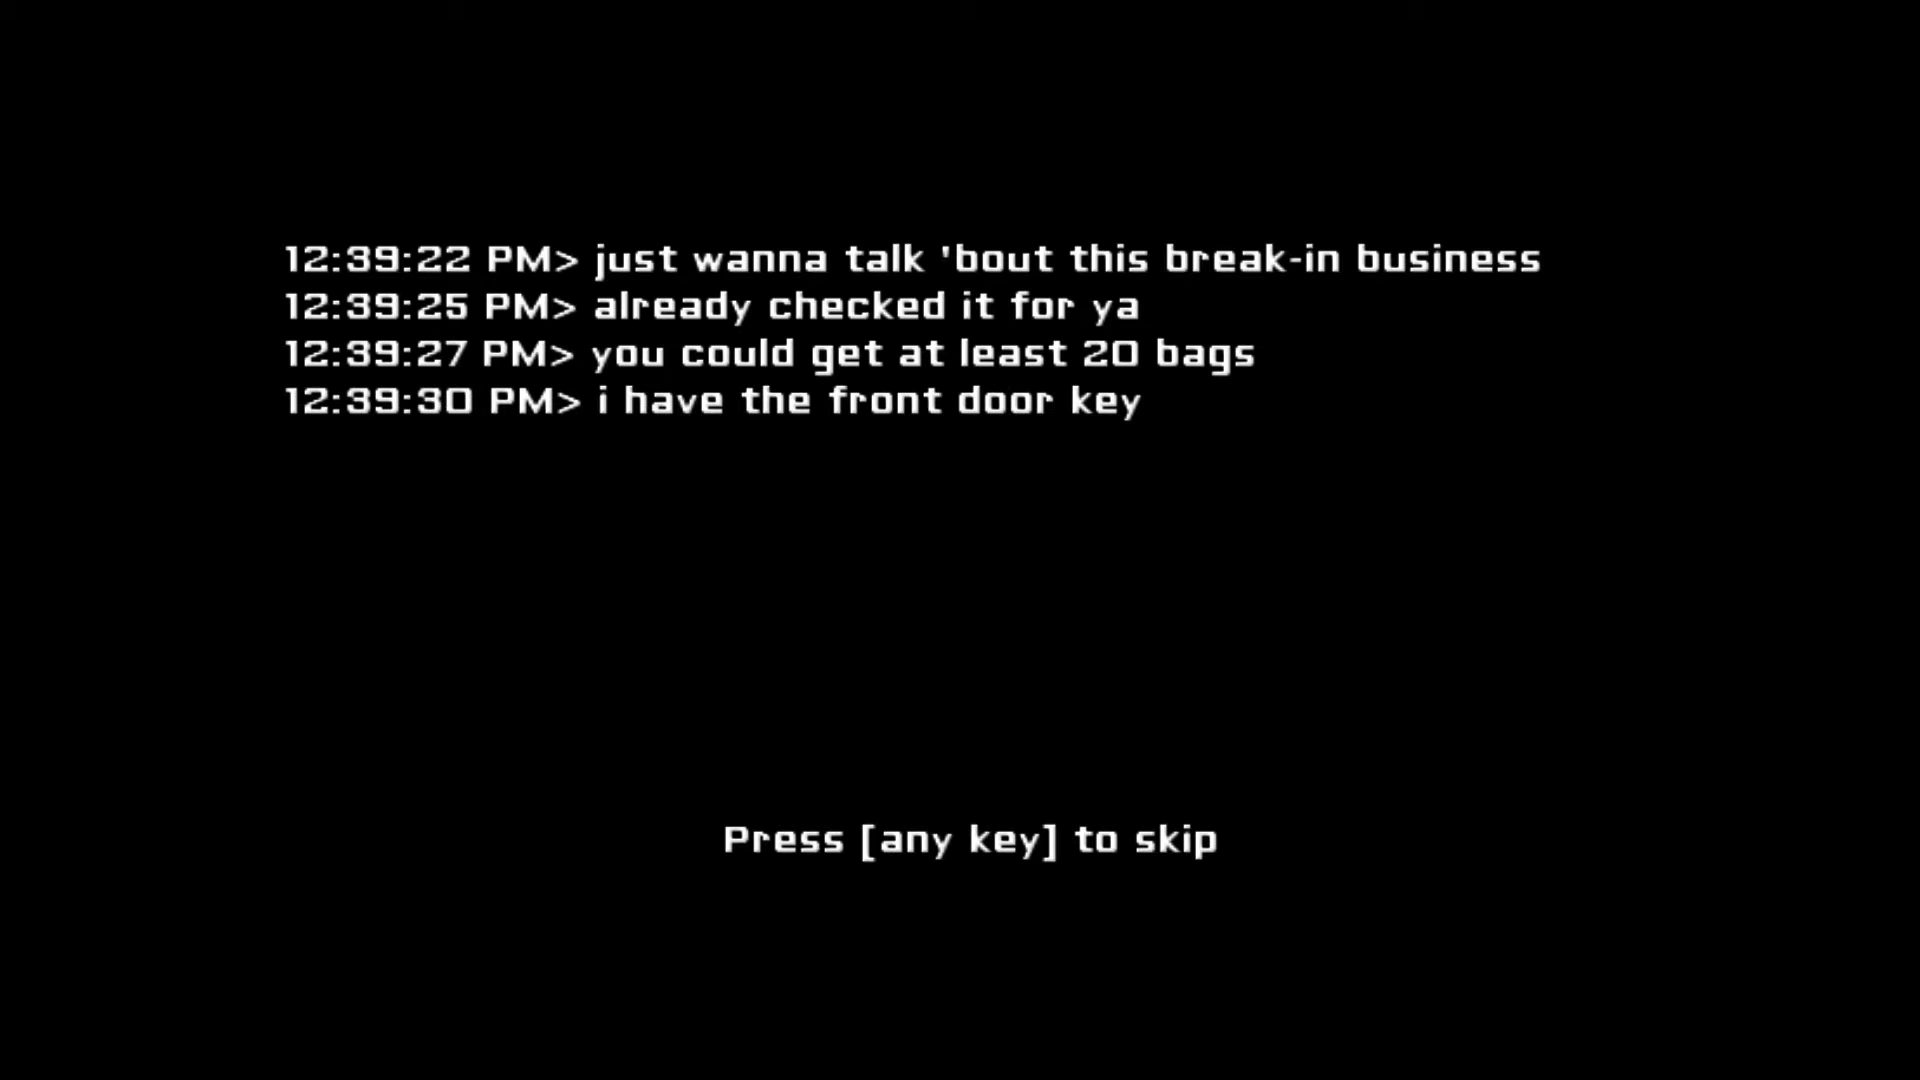 12:39:22 PM> just wanna talk 'bout this break-in business
12:39:25 PM> already checked it for ya
12:39:27 PM> you could get at least 20 bags
12:39:30 PM> i have the front door key
Press [any key] to skip